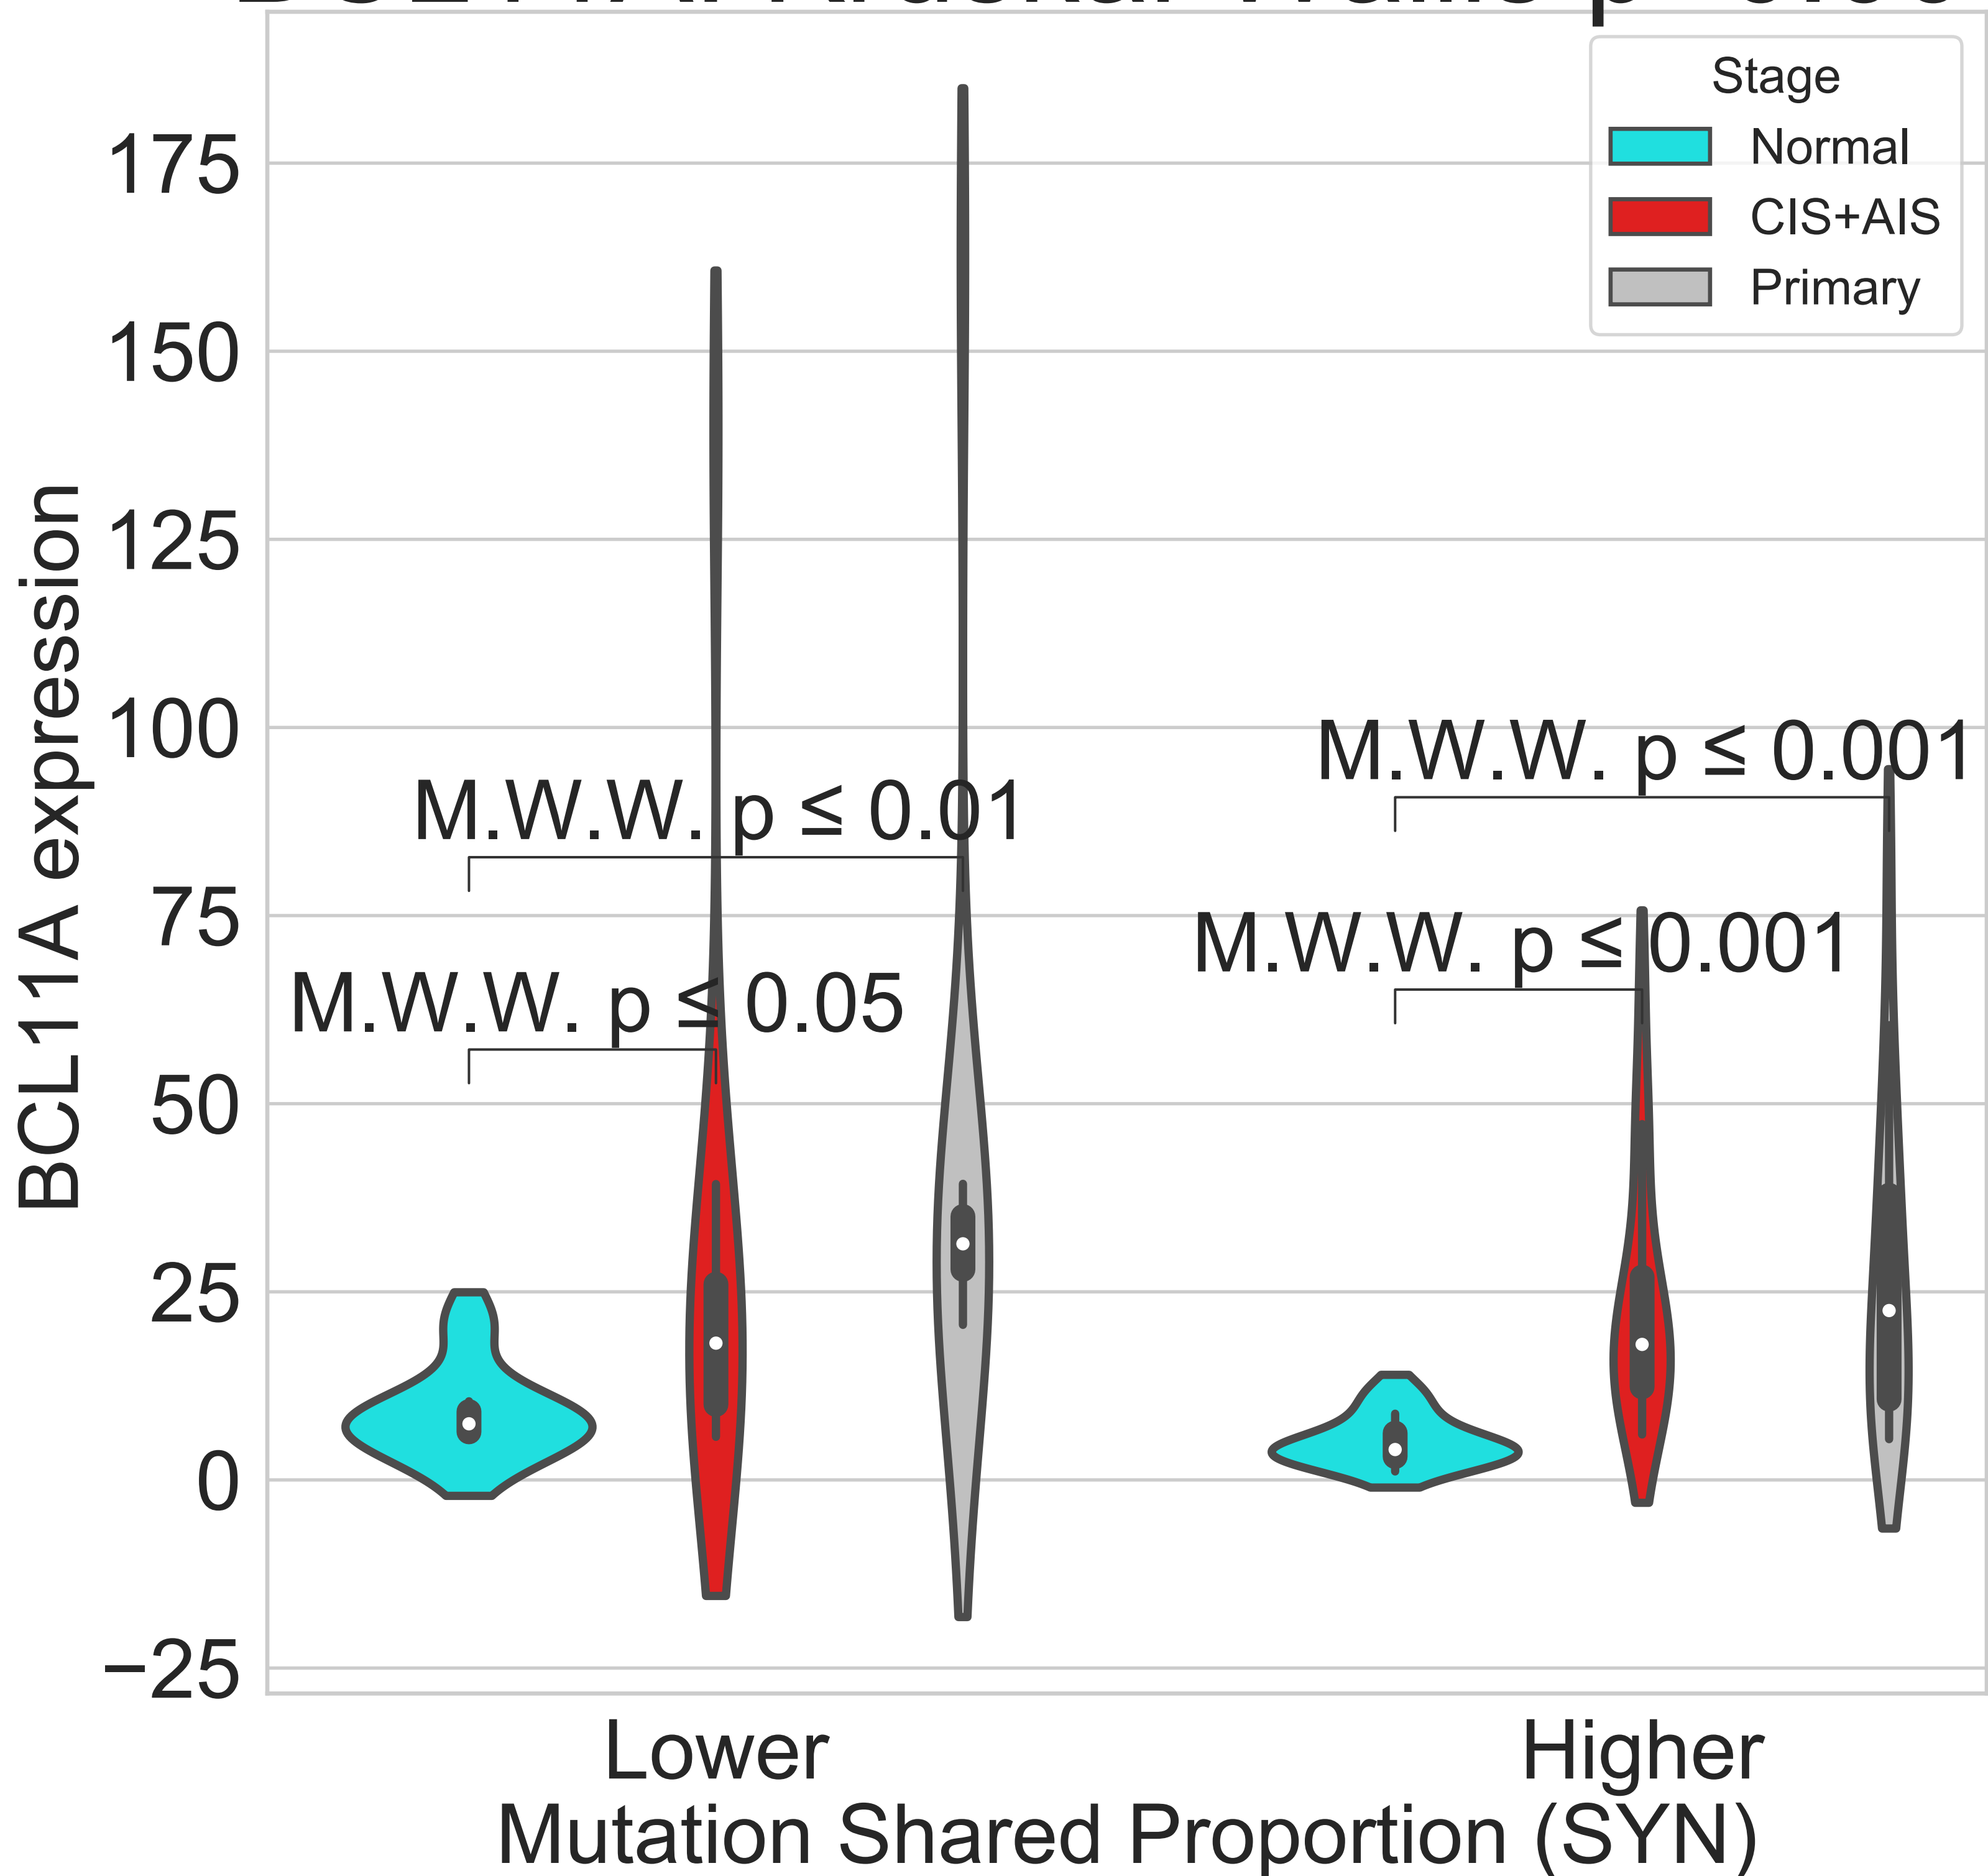 Stage
Normal
CIS+AIS
Primary
175
150
125
100
75
50
25
0
−25
BCL11A expression
M.W.W. p ≤ 0.001
M.W.W. p ≤ 0.01
M.W.W. p ≤ 0.001
M.W.W. p ≤ 0.05
Lower
Higher
Mutation Shared Proportion (SYN)